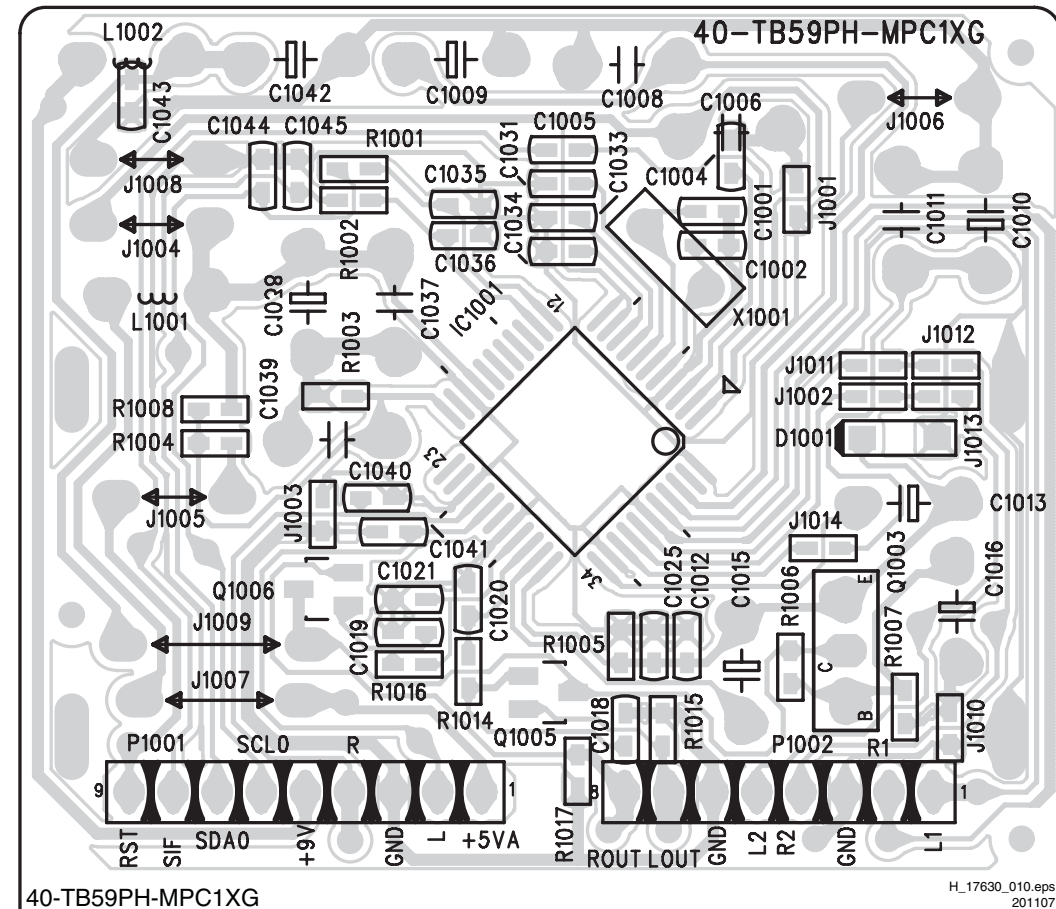 L1002
40-TB59PH-MPC1XG
C1043
C1042
C1009
C1008
C1006
J1006
C1044
C1045
R1001
C1031
C1005
C1033
J1008
C1035
C1034
C1004
C1001
J1001
C1011
C1010
J1004
R1002
C1036
C1002
L1001
C1038
C1037
IC1001
12
X1001
R1003
J1012
J1011
J1002
C1039
R1008
R1004
D1001
J1013
23
C1040
J1005
J1003
C1013
C1041
J1014
Q1006
C1021
C1020
34
C1025
C1012
C1015
R1006
E
Q1003
C1016
J1009
C1019
R1005
C
R1007
J1007
R1016
R1014
Q1005
C1018
R1015
B
J1010
P1001
SCL0
R
P1002
R1
9
1
R1017
8
1
RST
SIF
SDA0
+9V
GND
L
+5VA
ROUT
LOUT
GND
L2
R2
GND
L1
40-TB59PH-MPC1XG
H_17630_010.eps
201107